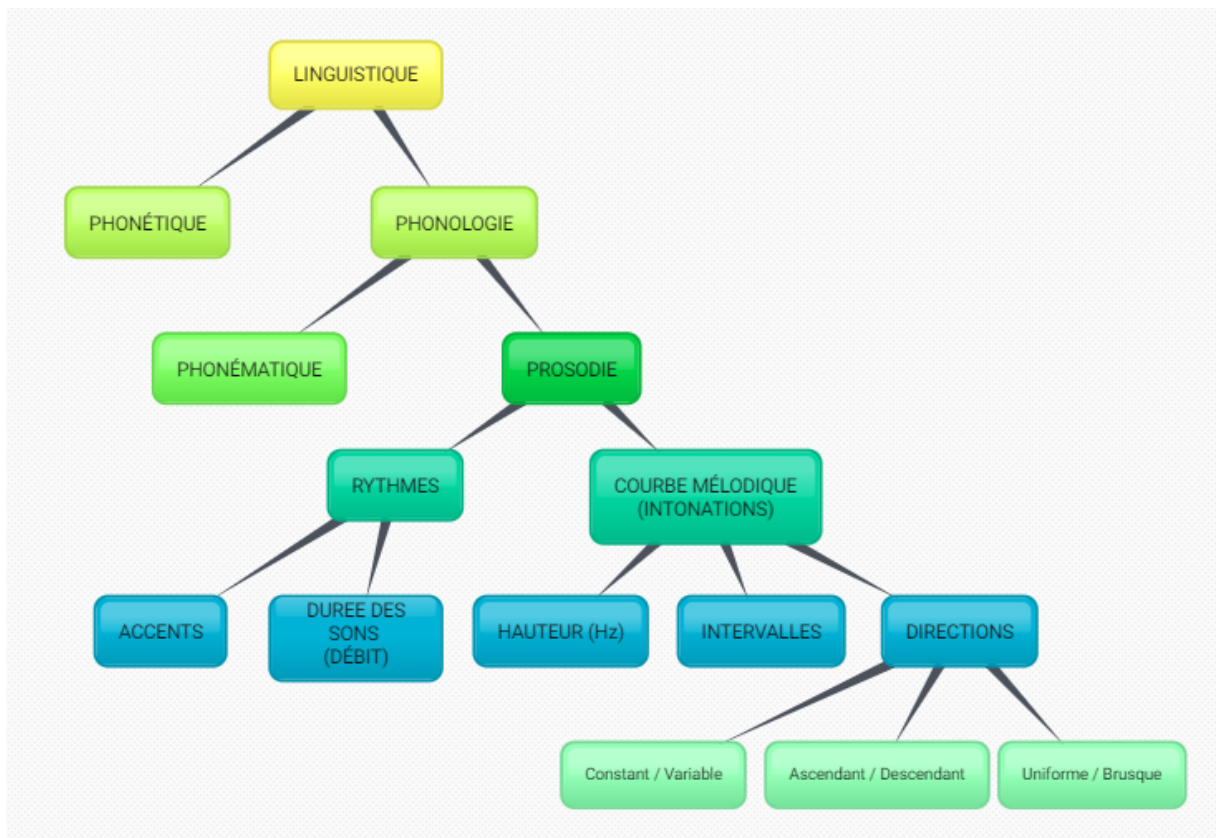 LINGUISTIQUE
PHONÉTIQUE
PHONOLOGIE
PHONÉMATIQUE
PROSODIE
RYTHMES
COURBE MÉLODIQUE
(INTONATIONS)
ACCENTS
DUREE DES
SONS
(DÉBIT)
HAUTEUR (Hz)
INTERVALLES
DIRECTIONS
Constant / Variable
Ascendant / Descendant
Uniforme / Brusque